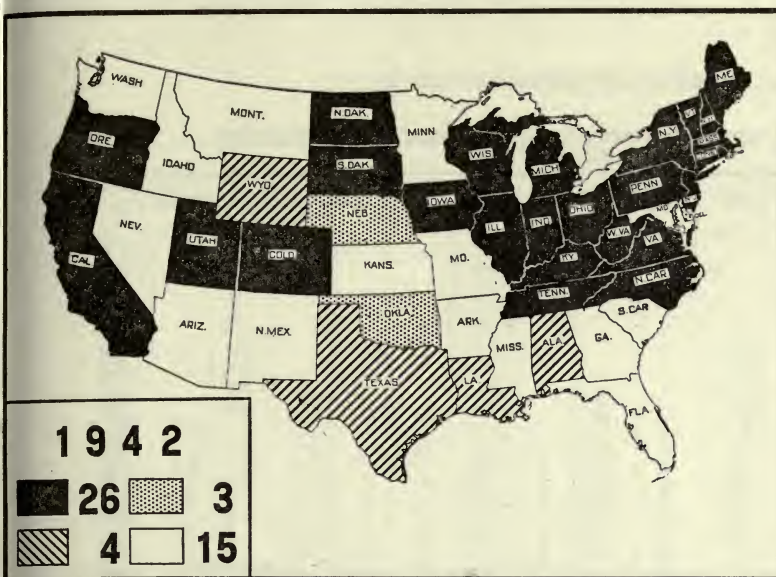 WASH
ME.
MONT.
N.DAK.
MINN.
ORE.
N.Y
WIS
IDAHO
S.DAK
MICH
WYO.
IOWA
PENN
NEB
OHIO
MD.
DEL
NEV.
ILL
IND
UTAH
COLO
W.VA
VA
CAL
KANS.
MO.
KY
N.CAR
TENN.
OKLA.
ARIZ.
N.MEX.
ARK.
S.CAR
MISS.
ALA.
GA.
TEXAS
LA.
FLA.
1942
26 3
4 15